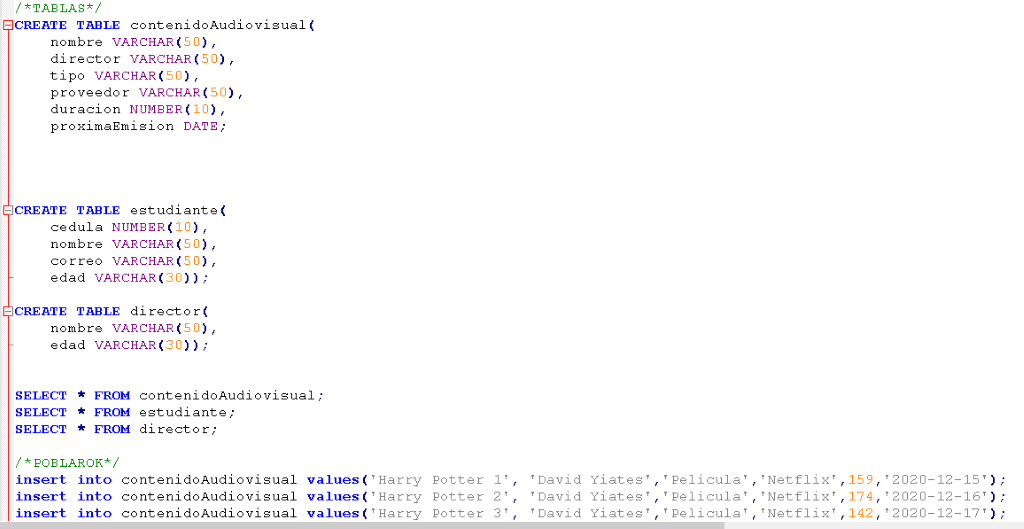 /*TABLAS*/
CREATE TABLE contenidoAudiovisual(
nombre VARCHAR(50),
director VARCHAR(50),
tipo VARCHAR(50),
proveedor VARCHAR(50),
duracion NUMBER(10),
proximaEmision DATE;
CREATE TABLE estudiante(
cedula NUMBER(10),
nombre VARCHAR(50),
correo VARCHAR(50),
edad VARCHAR(30));
CREATE TABLE director(
nombre VARCHAR(50),
edad VARCHAR(30));
SELECT * FROM contenidoAudiovisual;
SELECT * FROM estudiante;
SELECT * FROM director;
/*POBLAROK*/
insert into contenidoAudiovisual values('Harry Potter 1', 'David Yiates','Pelicula','Netflix',159,'2020-12-15');
insert into contenidoAudiovisual values('Harry Potter 2', 'David Yiates','Pelicula','Netflix',174,'2020-12-16');
insert into contenidoAudiovisual values('Harry Potter 3', 'David Yiates','Pelicula','Netflix',142,'2020-12-17');